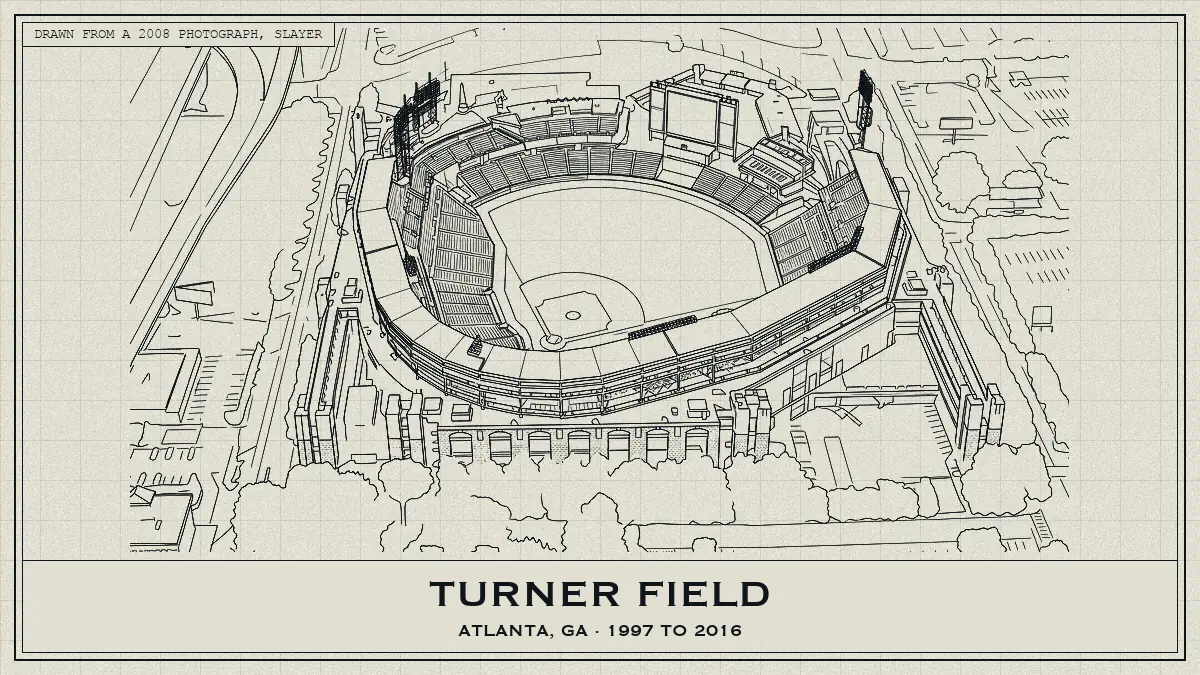 DRAWN FROM A 2008 PHOTOGRAPH, SLAYER
TURNER FIELD
ATLANTA, GA · 1997 TO 2016